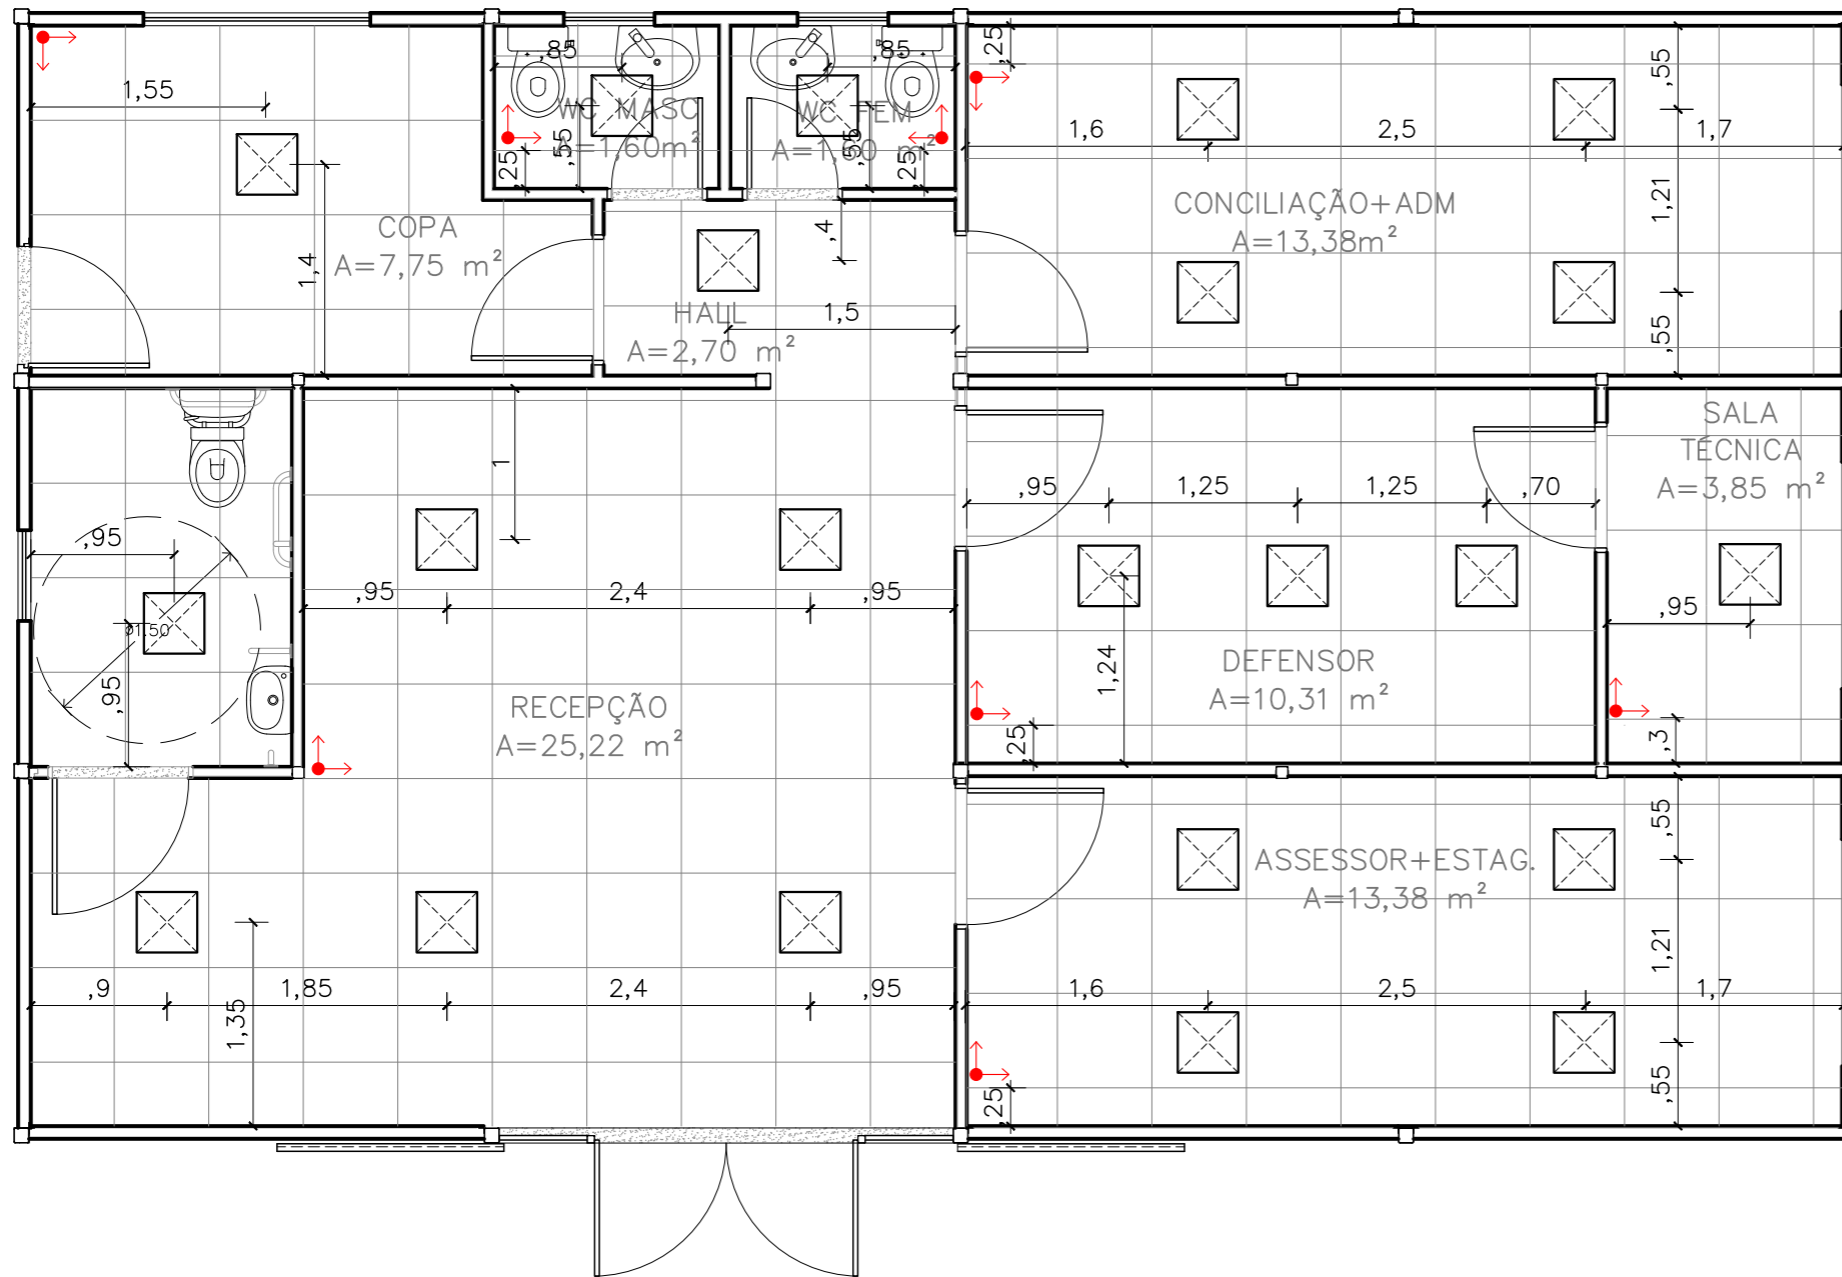 1,55
,85
,85
,25
,55
1,6
2,5
1,7
WC MASC
A=1,60m²
WC FEM
A=1,60 m²
,25
,55
,55
,25
CONCILIAÇÃO+ADM
A=13,38m²
1,21
COPA
A=7,75 m²
1,4
,4
HALL
A=2,70 m²
1,5
,55
SALA
TÉCNICA
A=3,85 m²
1
,95
1,25
1,25
,70
,95
,95
2,4
,95
,95
ø1.50
,95
1,24
DEFENSOR
A=10,31 m²
RECEPÇÃO
A=25,22 m²
,25
,3
,55
ASSESSOR+ESTAG.
A=13,38 m²
1,21
,9
1,85
2,4
,95
1,6
2,5
1,7
1,35
,25
,55